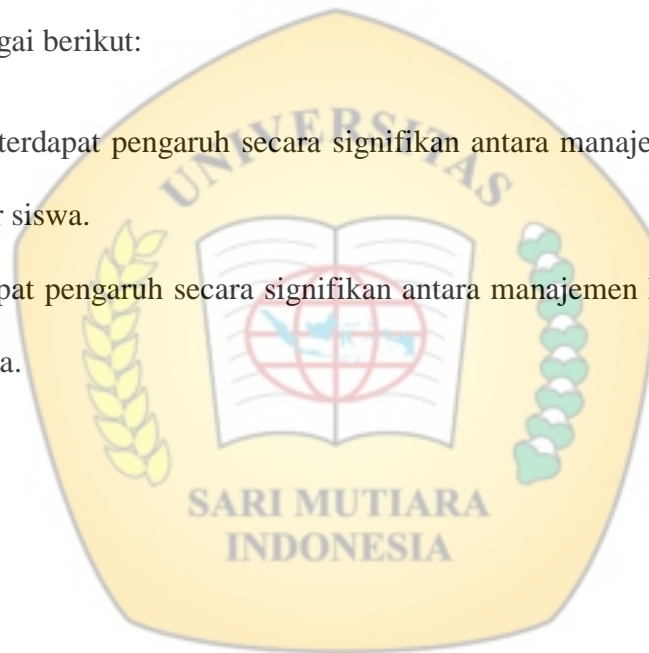 gai berikut:
terdapat pengaruh secara signifikan antara manaje
r siswa.
pat pengaruh secara signifikan antara manajemen
a.
UNIVERSITAS
SARI MUTIARA
INDONESIA